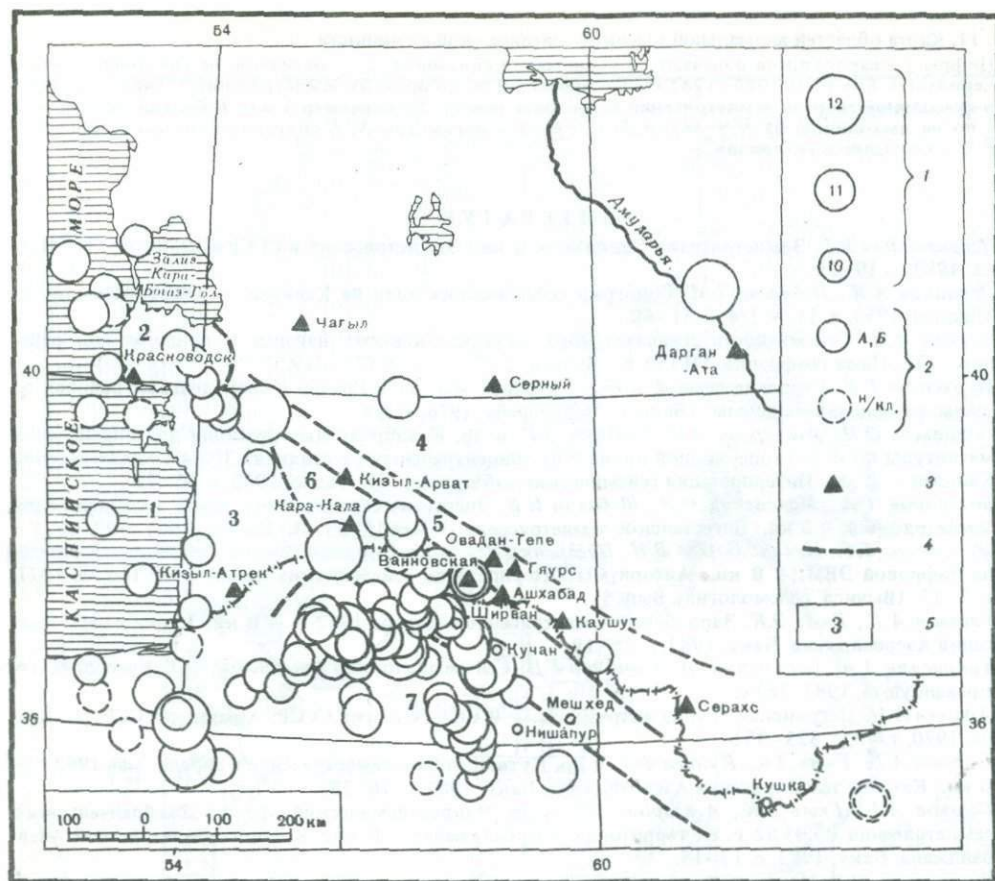 54
60
МОРЕ
КАСПИЙСКОЕ
Залив
Кара-
Богаз-Гол
2
Красноводск
40
Чагыл
Серный
Амударья
Дарган
-Ата
40
12
11
10
1
А,Б
2
н/кл.
3
4
3
5
4
6
Кизыл-Арват
Кара-Кала
5
1
3
Овадан-Тепе
Ванновская
Гяурс
Кизыл-Атрек
Ашхабад
Ширван
Каушут
Кучан
7
Мешхед
Серахс
36
36
Нишапур
Кушка
100
0
100
200 км
54
60